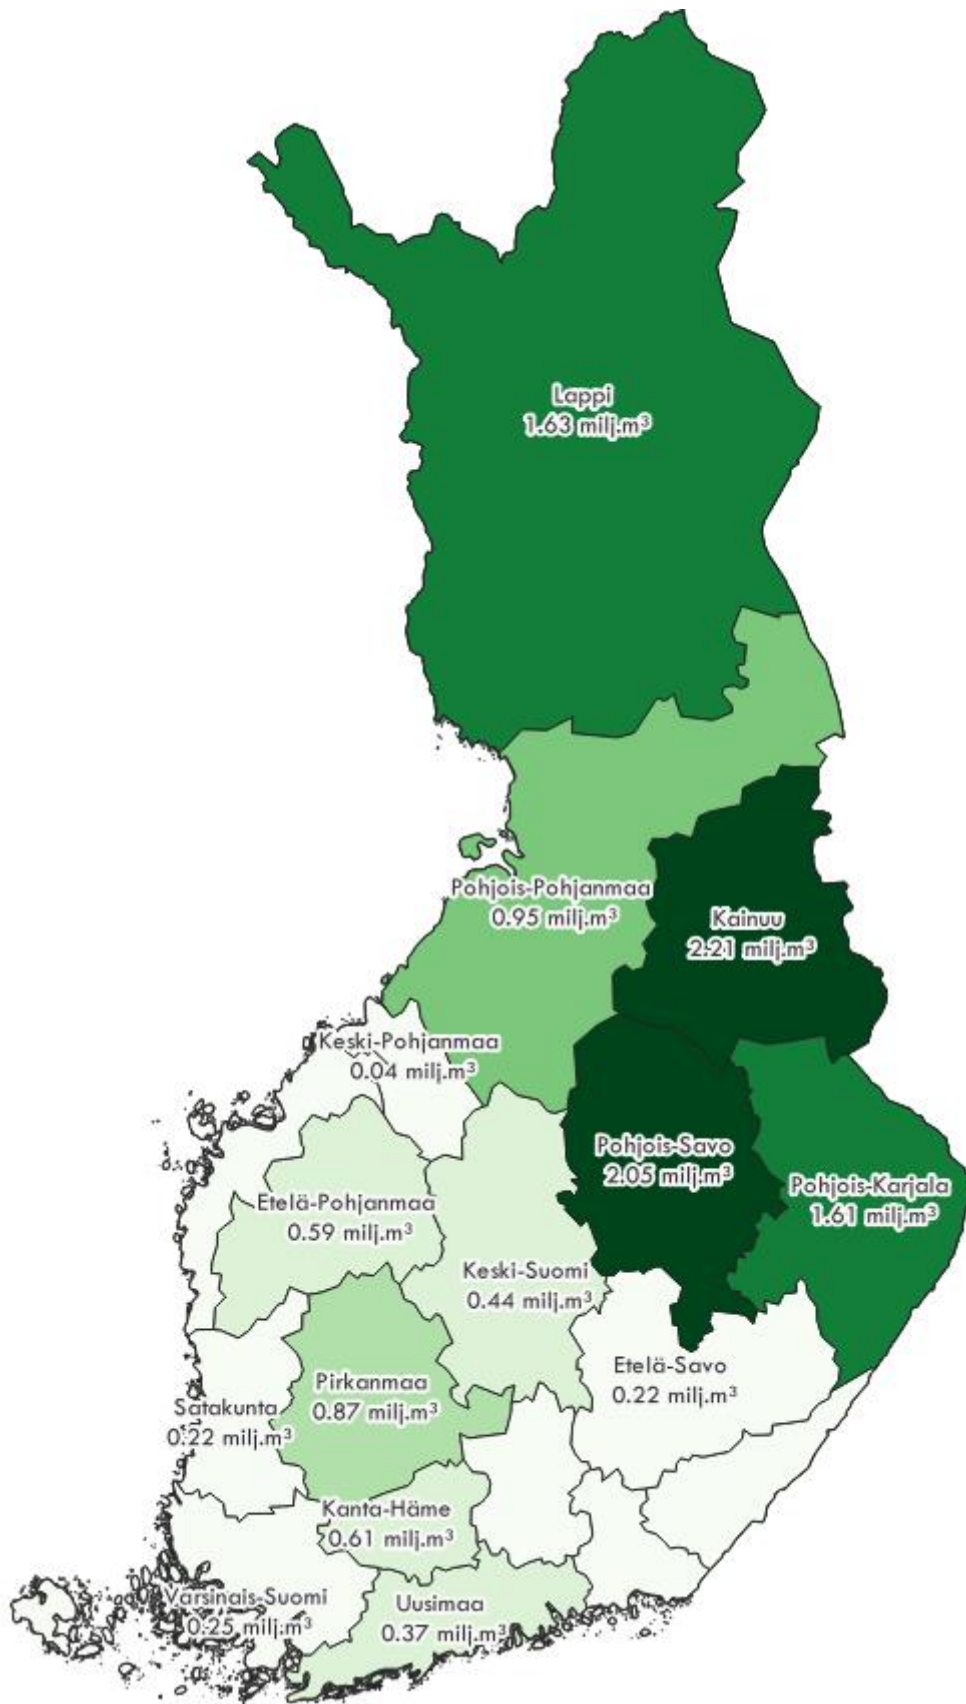 Lappi
1.63 milj.m³
Pohjois-Pohjanmaa
0.95 milj.m³
Kainuu
2.21 milj.m³
Keski-Pohjanmaa
0.04 milj.m³
Pohjois-Savo
2.05 milj.m³
Pohjois-Karjala
1.61 milj.m³
Etelä-Pohjanmaa
0.59 milj.m³
Keski-Suomi
0.44 milj.m³
Etelä-Savo
0.22 milj.m³
Pirkanmaa
0.87 milj.m³
Satakunta
0.22 milj.m³
Kanta-Häme
0.61 milj.m³
Varsinais-Suomi
0.25 milj.m³
Uusimaa
0.37 milj.m³